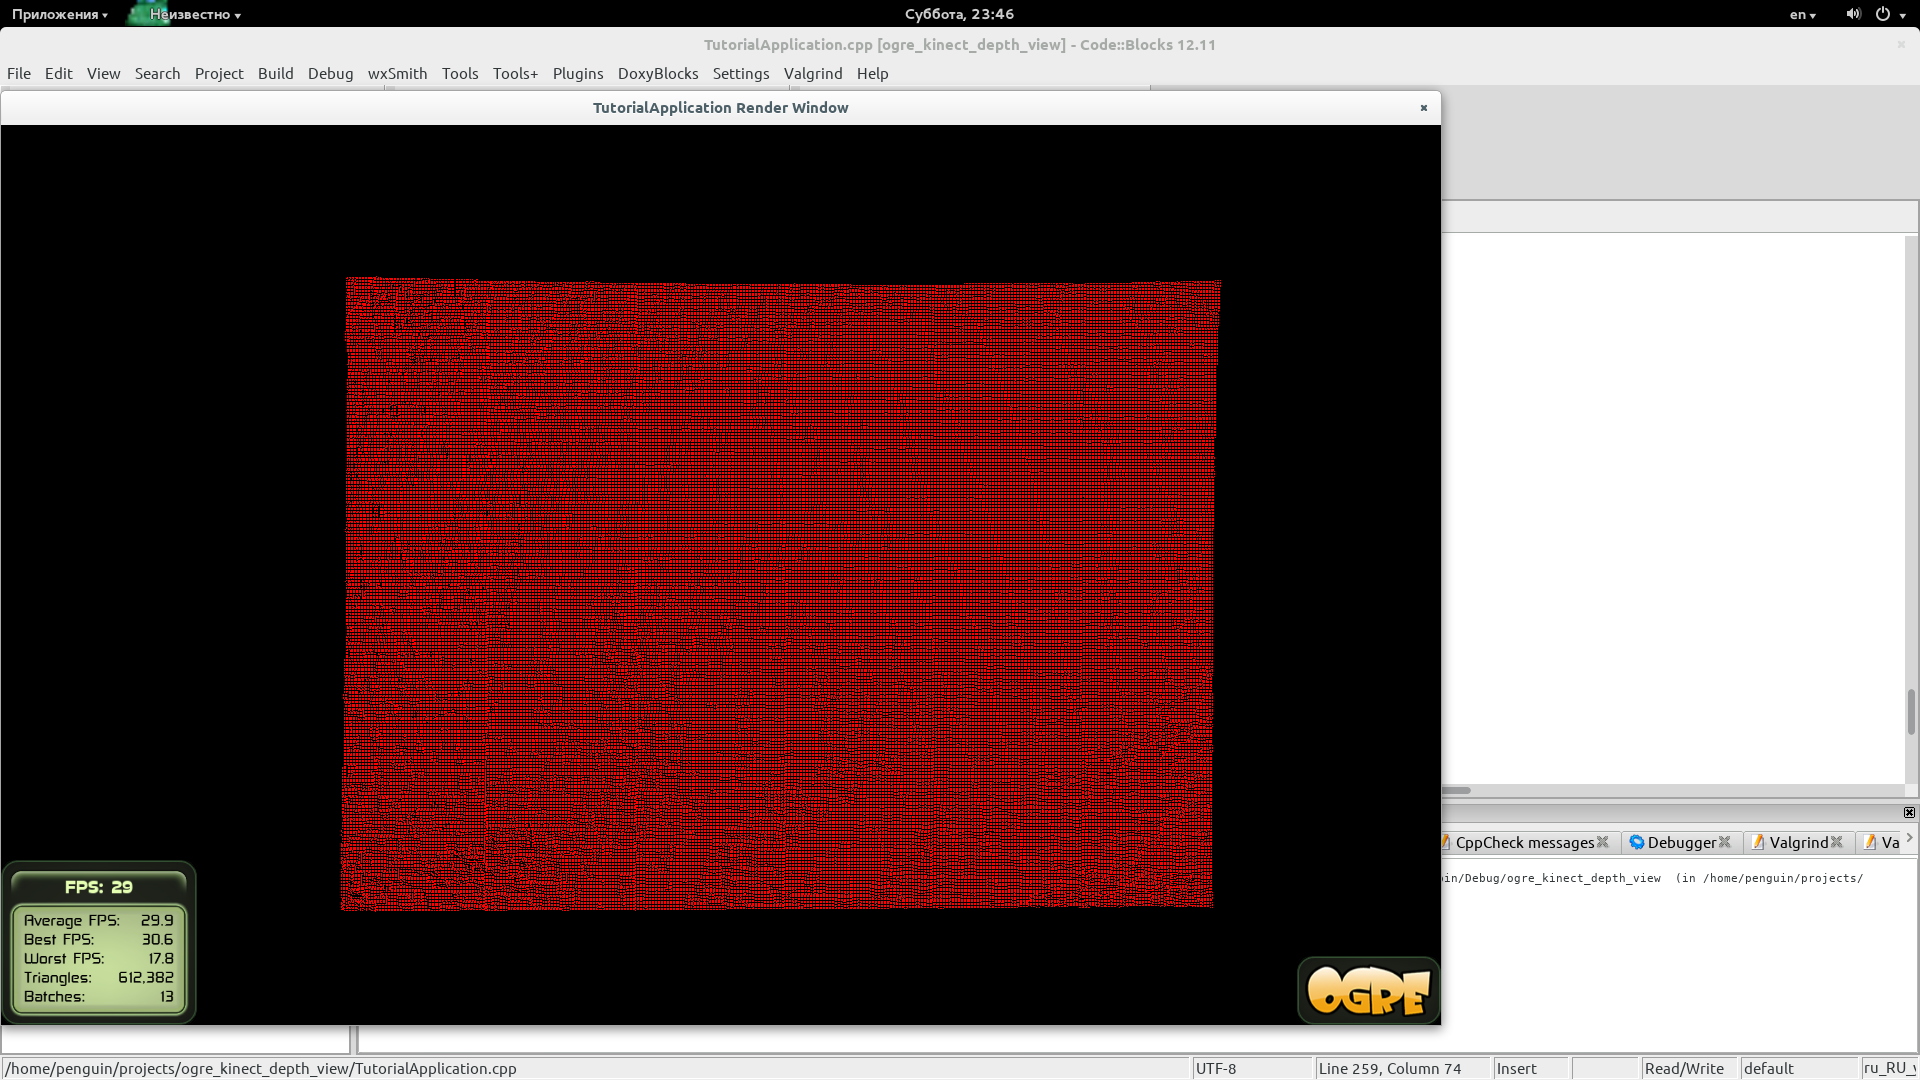 Приложения Неизвестно Суббота, 23:46 en
TutorialApplication.cpp [ogre_kinect_depth_view] - Code::Blocks 12.11
File Edit View Search Project Build Debug wxSmith Tools Tools+ Plugins DoxyBlocks Settings Valgrind Help
TutorialApplication Render Window
CppCheck messages Debugger Valgrind Va
in/Debug/ogre_kinect_depth_view (in /home/penguin/projects/
FPS: 29
Average FPS: 29.9
Best FPS: 30.6
Worst FPS: 17.8
Triangles: 612,382
Batches: 13
OGRE
/home/penguin/projects/ogre_kinect_depth_view/TutorialApplication.cpp UTF-8 Line 259, Column 74 Insert Read/Write default ru_RU